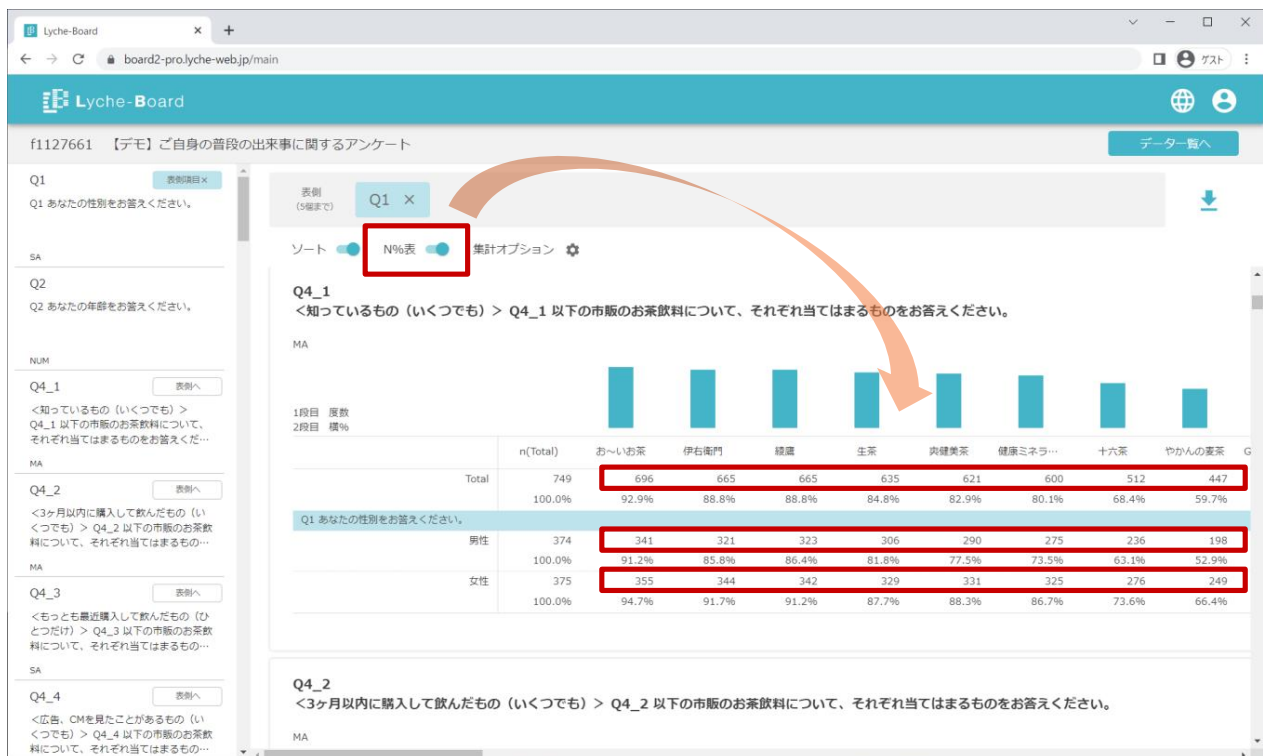 Lyche-Board
board2-pro.lyche-web.jp/main
ゲスト
Lyche-Board
f1127661 【デモ】ご自身の普段の出来事に関するアンケート
データ一覧へ
Q1
表側項目×
Q1 あなたの性別をお答えください。
SA
Q2
Q2 あなたの年齢をお答えください。
NUM
Q4_1
表側へ
<知っているもの（いくつでも）>
Q4_1 以下の市販のお茶飲料について、
それぞれ当てはまるものをお答えくだ…
MA
Q4_2
表側へ
<3ヶ月以内に購入して飲んだもの（い
くつでも）> Q4_2 以下の市販のお茶飲
料について、それぞれ当てはまるもの…
MA
Q4_3
表側へ
<もっとも最近購入して飲んだもの（ひ
とつだけ）> Q4_3 以下の市販のお茶飲
料について、それぞれ当てはまるもの…
SA
Q4_4
表側へ
<広告、CMを見たことがあるもの（い
くつでも）> Q4_4 以下の市販のお茶飲
料について、それぞれ当てはまるもの…
表側
（5個まで）
Q1 ×
ソート N%表 集計オプション
Q4_1
<知っているもの（いくつでも）> Q4_1 以下の市販のお茶飲料について、それぞれ当てはまるものをお答えください。
MA
1段目 度数
2段目 横%
n(Total) お～いお茶 伊右衛門 綾鷹 生茶 爽健美茶 健康ミネラ… 十六茶 やかんの麦茶 G
Total 749 696 665 665 635 621 600 512 447
100.0% 92.9% 88.8% 88.8% 84.8% 82.9% 80.1% 68.4% 59.7%
Q1 あなたの性別をお答えください。
男性 374 341 321 323 306 290 275 236 198
100.0% 91.2% 85.8% 86.4% 81.8% 77.5% 73.5% 63.1% 52.9%
女性 375 355 344 342 329 331 325 276 249
100.0% 94.7% 91.7% 91.2% 87.7% 88.3% 86.7% 73.6% 66.4%
Q4_2
<3ヶ月以内に購入して飲んだもの（いくつでも）> Q4_2 以下の市販のお茶飲料について、それぞれ当てはまるものをお答えください。
MA